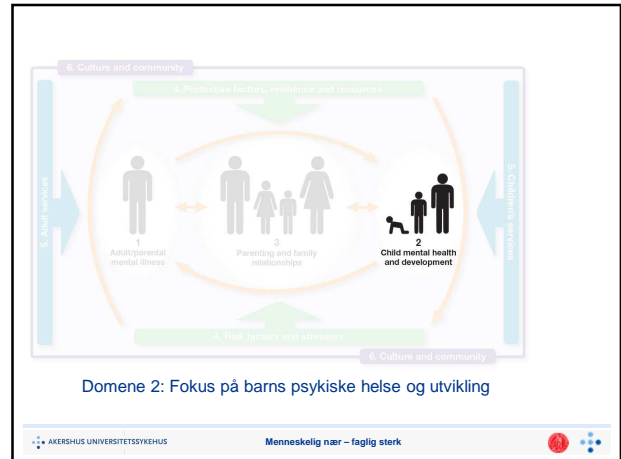 6. Culture and community
4. Protective factors, resilience and resources
5. Adult services
5. Children's services
1
Adult/parental
mental illness
3
Parenting and family
relationships
2
Child mental health
and development
4. Risk factors and stressors
6. Culture and community
Domene 2: Fokus på barns psykiske helse og utvikling
AKERSHUS UNIVERSITETSSYKEHUS
Menneskelig nær – faglig sterk